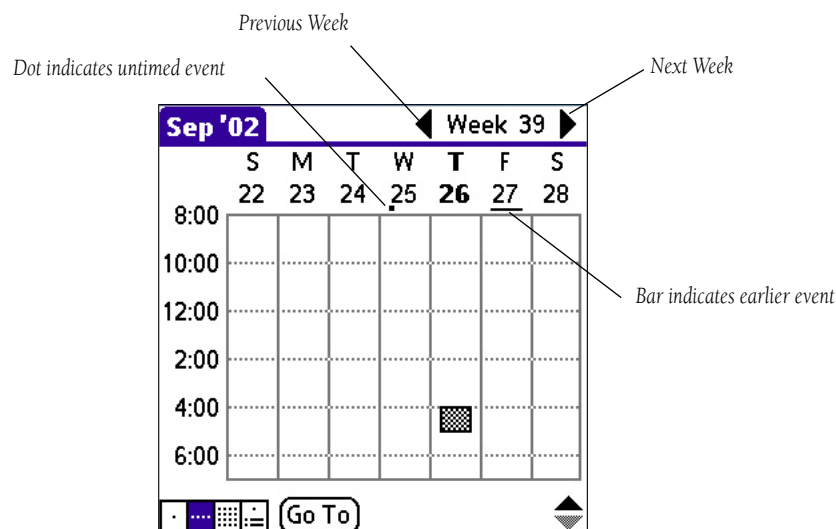 Previous Week
Dot indicates untimed event
Next Week
Sep '02
Week 39
S M T W T F S
22 23 24 25 26 27 28
8:00
10:00
12:00
Bar indicates earlier event
2:00
4:00
6:00
Go To